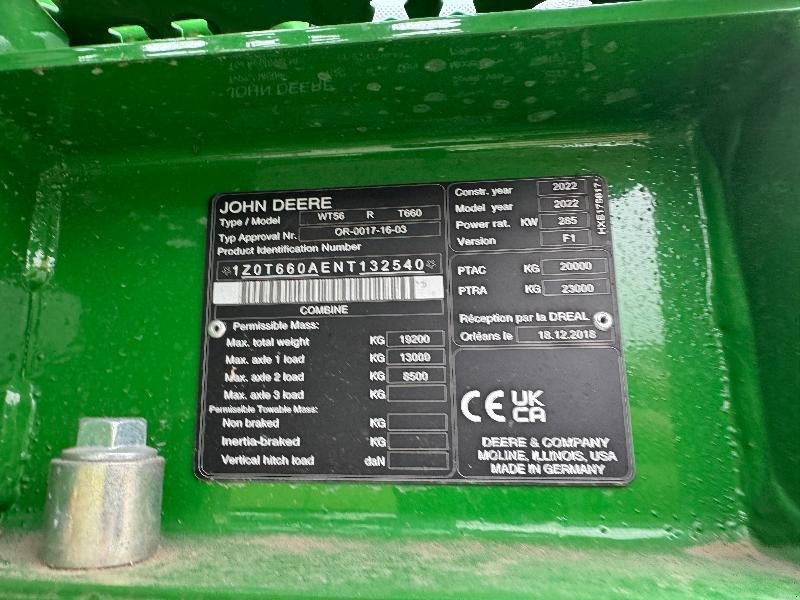 JOHN DEERE
Type / Model WT56 R T660
Typ Approval Nr. OR-0017-16-03
Product Identification Number
*1Z0T660AENT132540*
COMBINE
Permissible Mass:
Max. total weight KG 19200
Max. axle 1 load KG 13000
Max. axle 2 load KG 8500
Max. axle 3 load KG
Permissible Towable Mass:
Non braked KG
Inertia-braked KG
Vertical hitch load daN
Constr. year 2022
Model year 2022
Power rat. KW 285
Version F1
PTAC KG 20000
PTRA KG 23000
Réception par la DREAL
Orléans le 18.12.2018
CE UK
CA
DEERE & COMPANY
MOLINE, ILLINOIS, USA
MADE IN GERMANY